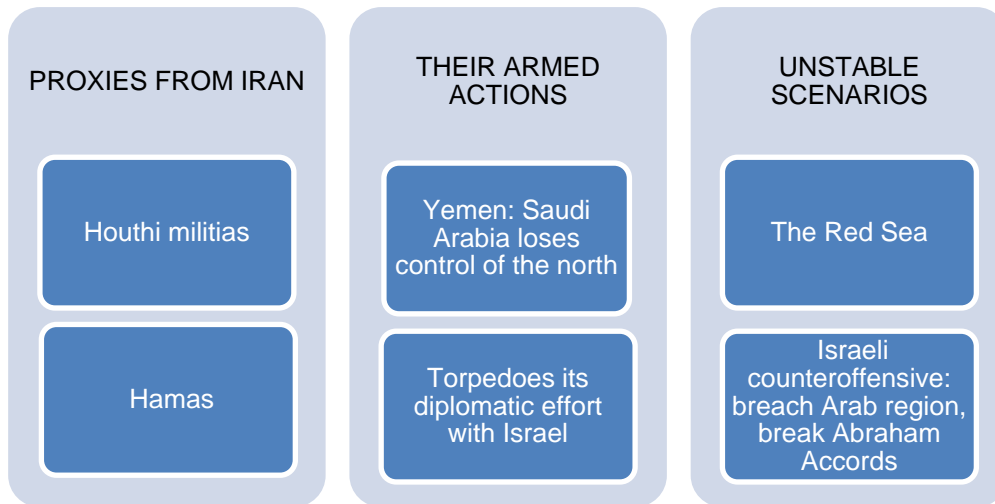 PROXIES FROM IRAN
Houthi militias
Hamas
THEIR ARMED
ACTIONS
Yemen: Saudi
Arabia loses
control of the north
Torpedoes its
diplomatic effort
with Israel
UNSTABLE
SCENARIOS
The Red Sea
Israeli
counteroffensive:
breach Arab region,
break Abraham
Accords